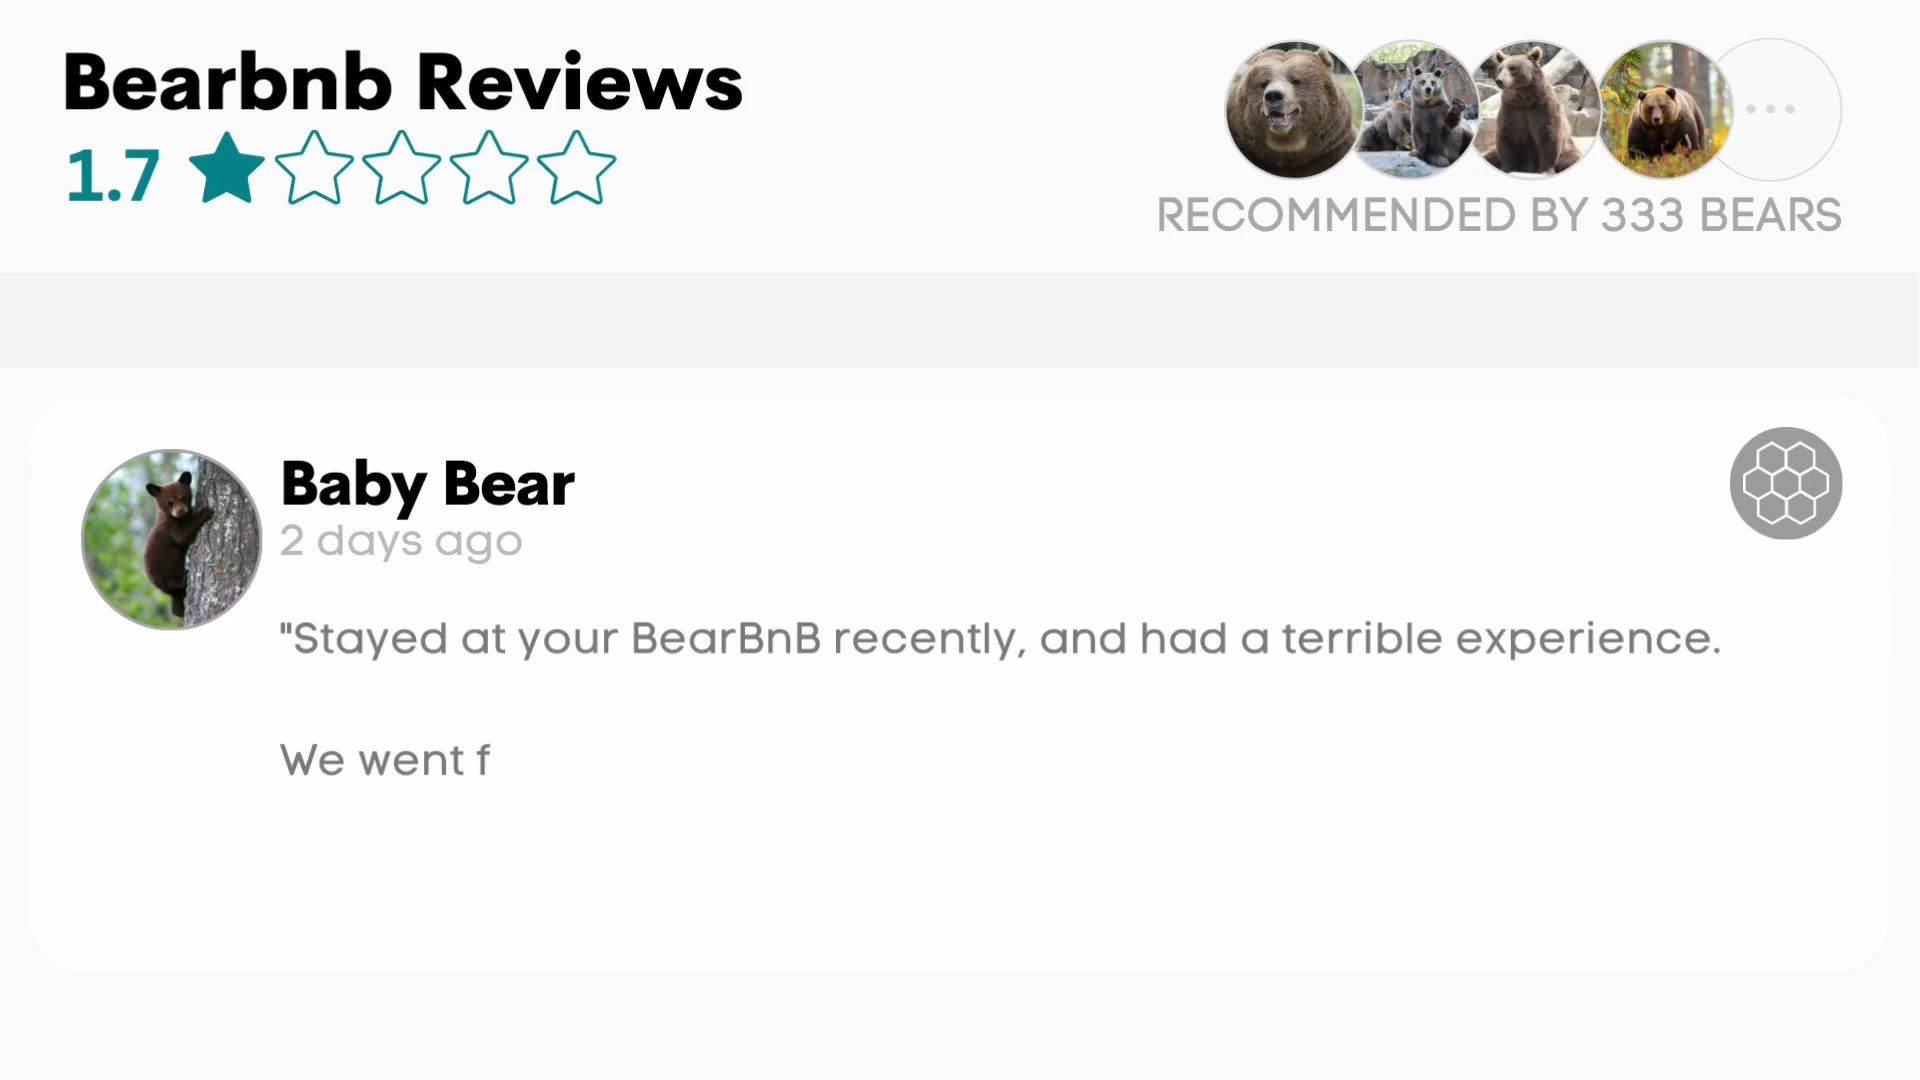 Bearbnb Reviews
1.7
RECOMMENDED BY 333 BEARS
Baby Bear
2 days ago
"Stayed at your BearBnB recently, and had a terrible experience.
We went f